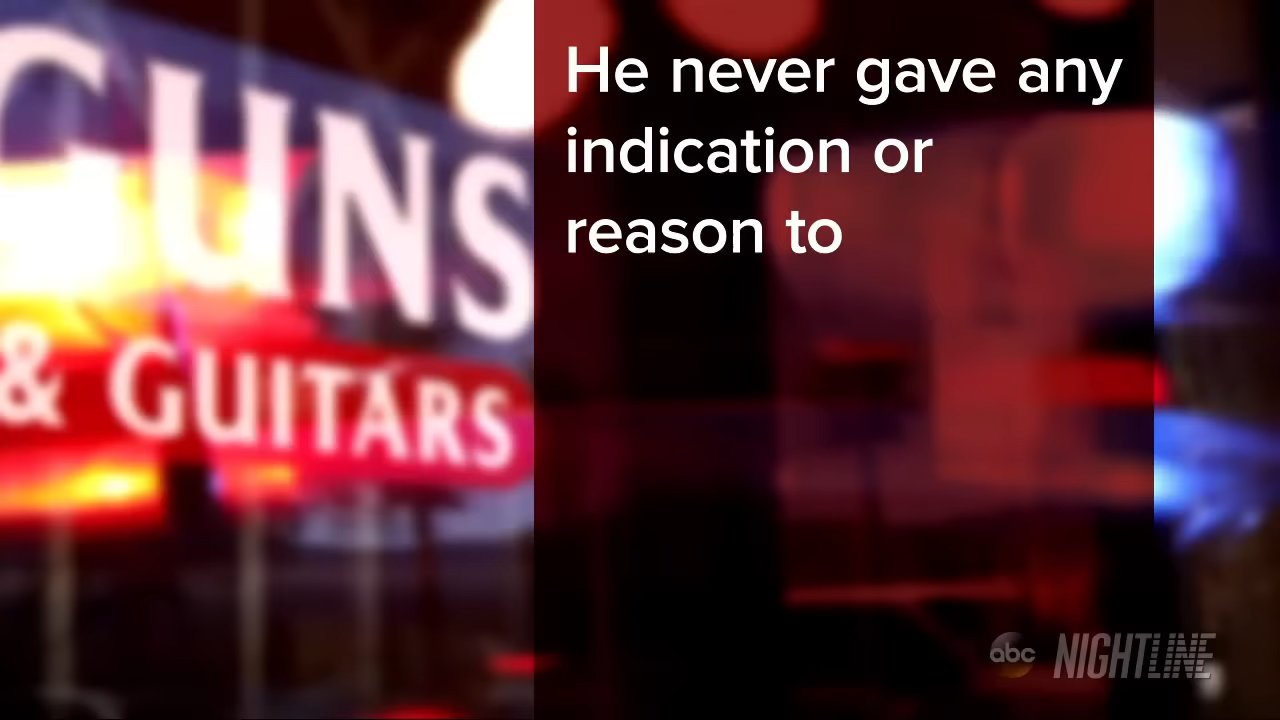 GUNS
& GUITARS
He never gave any
indication or
reason to
abc NIGHTLINE